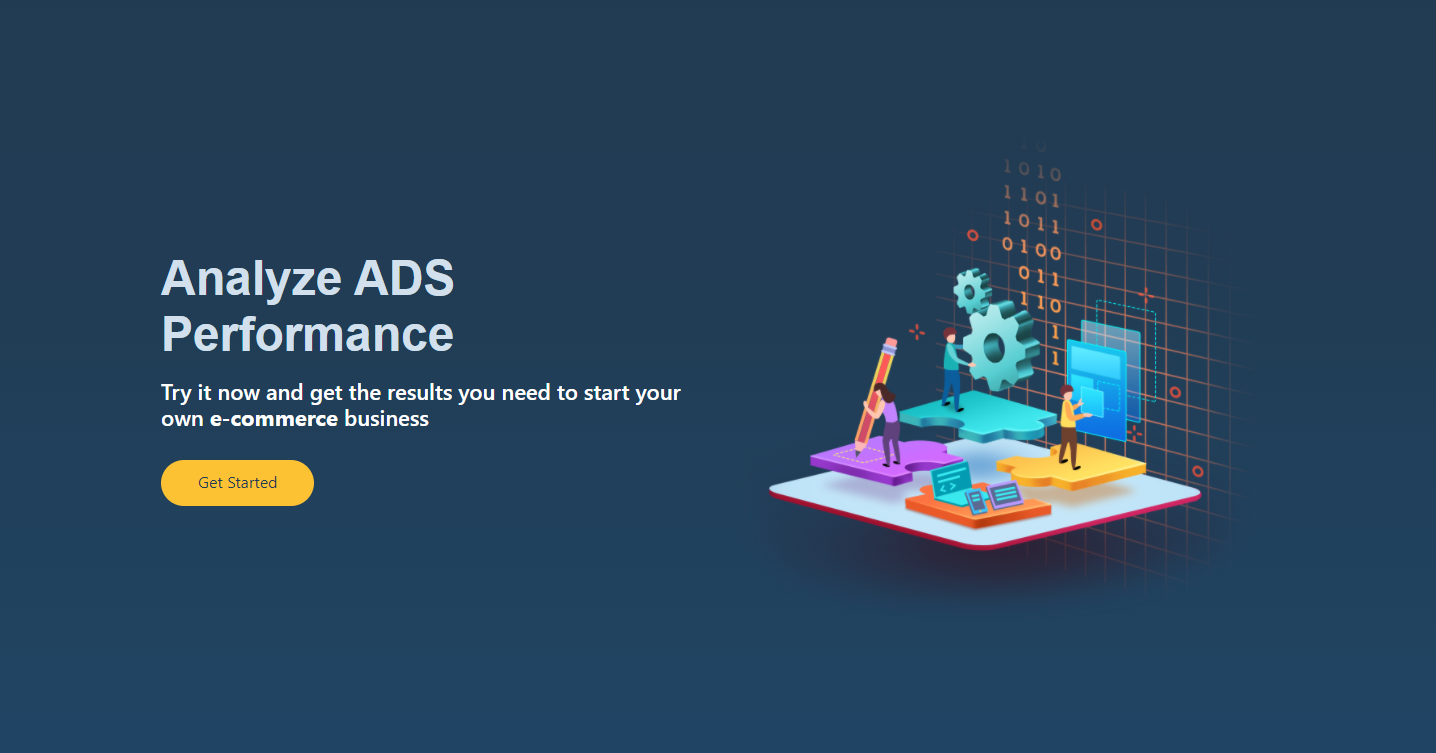 Analyze ADS
Performance
Try it now and get the results you need to start your
own e-commerce business
Get Started
1010
1101
1011
0100
011
110
1
1